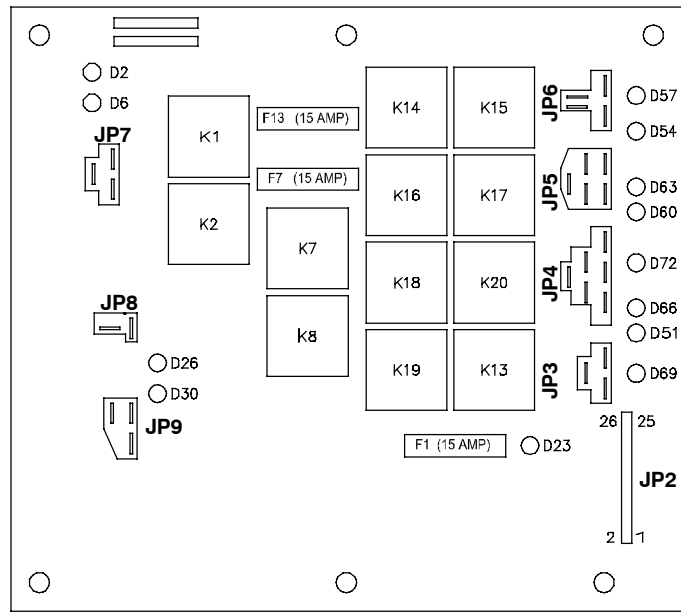 D2
D6
JP7
K1
K2
F13 (15 AMP)
F7 (15 AMP)
K7
K8
K14
K15
K16
K17
K18
K20
K19
K13
JP6
D57
D54
JP5
D63
D60
JP4
D72
D66
D51
JP3
D69
JP8
D26
D30
JP9
F1 (15 AMP)
D23
26 25
JP2
2 1